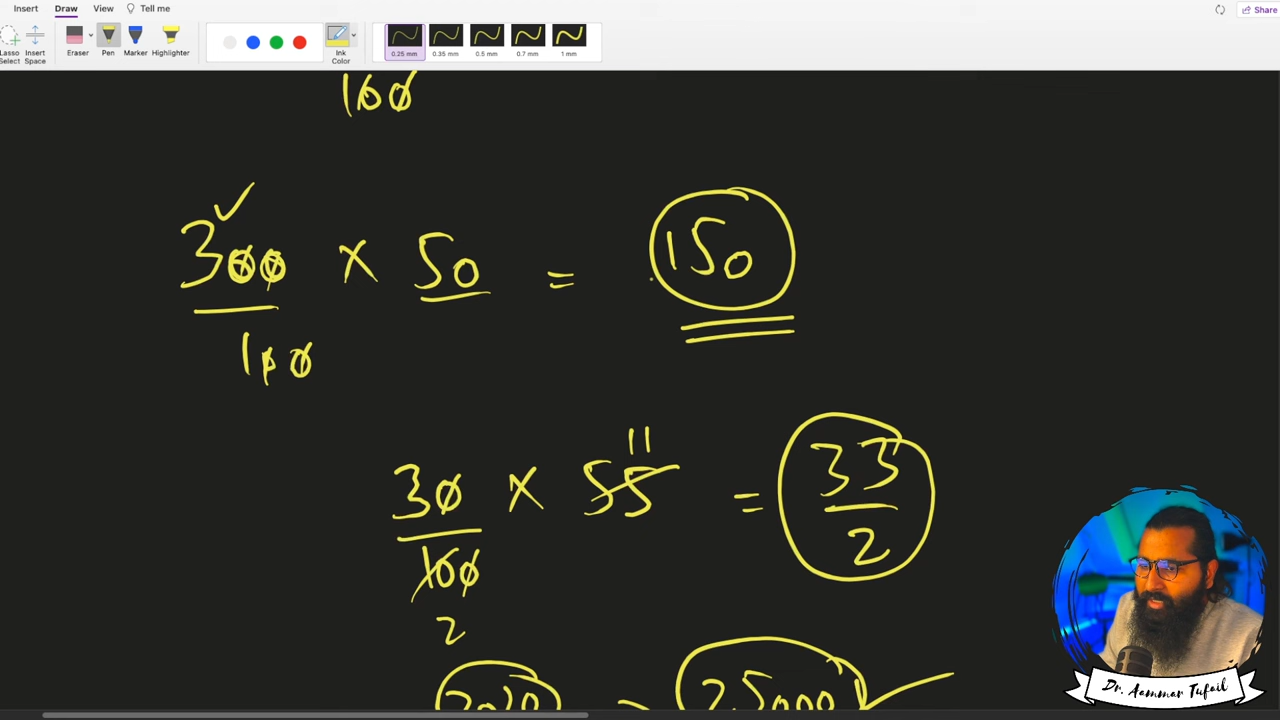 Insert Draw View Tell me Share
Lasso Select Insert Space Eraser Pen Marker Highlighter Ink Color 0.25 mm 0.35 mm 0.5 mm 0.7 mm 1 mm
100
300 × 50 = 150
100
11
30 × 55 = 33
100 2
2
25000
Dr. Aammar Tufail